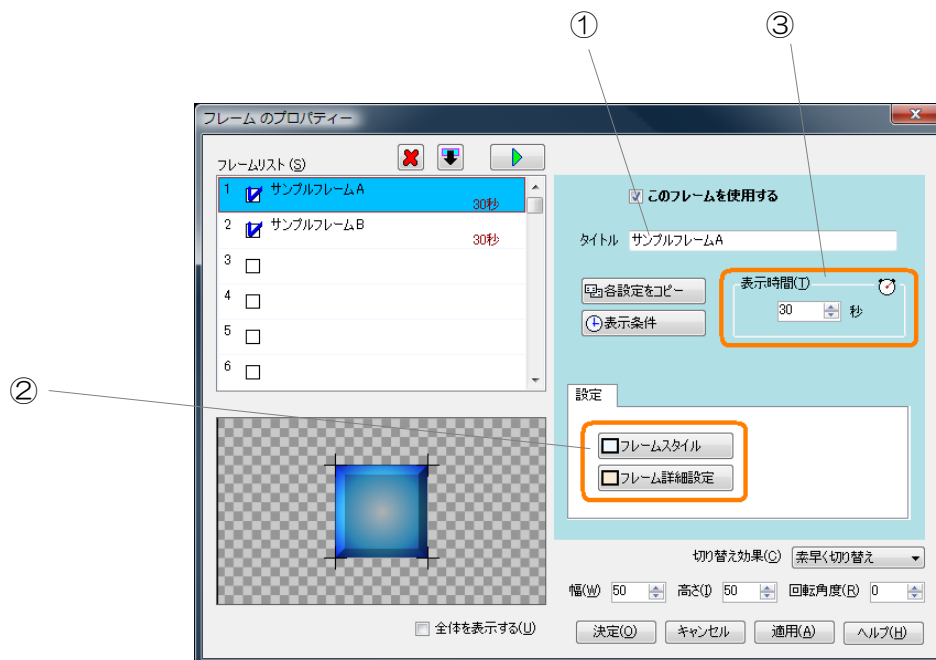 ① ③
フレーム のプロパティー
フレームリスト(S)
1 サンプルフレームA
30秒
2 サンプルフレームB
30秒
3
4
5
6
このフレームを使用する
タイトル サンプルフレームA
各設定をコピー
表示条件
表示時間(T)
30 秒
②
設定
フレームスタイル
フレーム詳細設定
切り替え効果(C) 素早く切り替え
幅(W) 50 高さ(I) 50 回転角度(R) 0
全体を表示する(U)
決定(O) キャンセル 適用(A) ヘルプ(H)